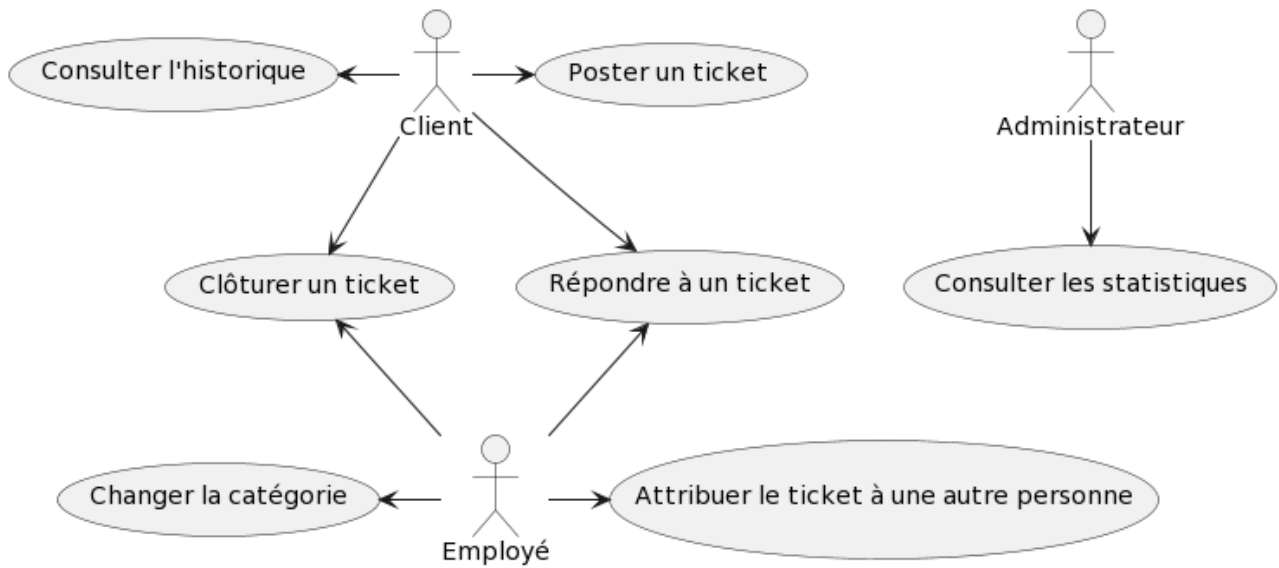 Consulter l'historique
Poster un ticket
Client
Administrateur
Clôturer un ticket
Répondre à un ticket
Consulter les statistiques
Changer la catégorie
Attribuer le ticket à une autre personne
Employé